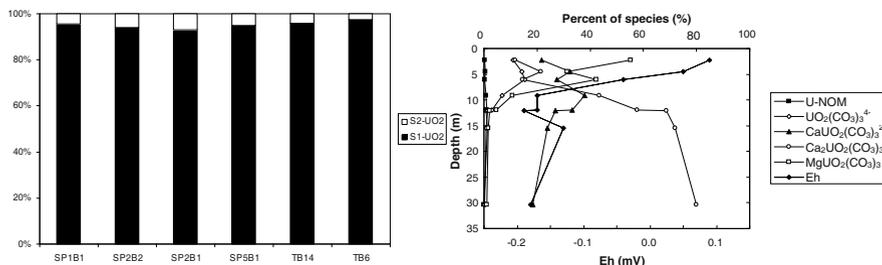 100%
80%
60%
40%
20%
0%
SP1B1 SP2B2 SP2B1 SP5B1 TB14 TB6
S2-UO2
S1-UO2
Percent of species (%)
0 20 40 60 80 100
0
5
10
15
20
25
30
35
Depth (m)
-0.2 -0.1 0.0 0.1
Eh (mV)
U-NOM
UO₂(CO₃)₃⁴⁻
CaUO₂(CO₃)₃²
Ca₂UO₂(CO₃)₃
MgUO₂(CO₃)₃
Eh